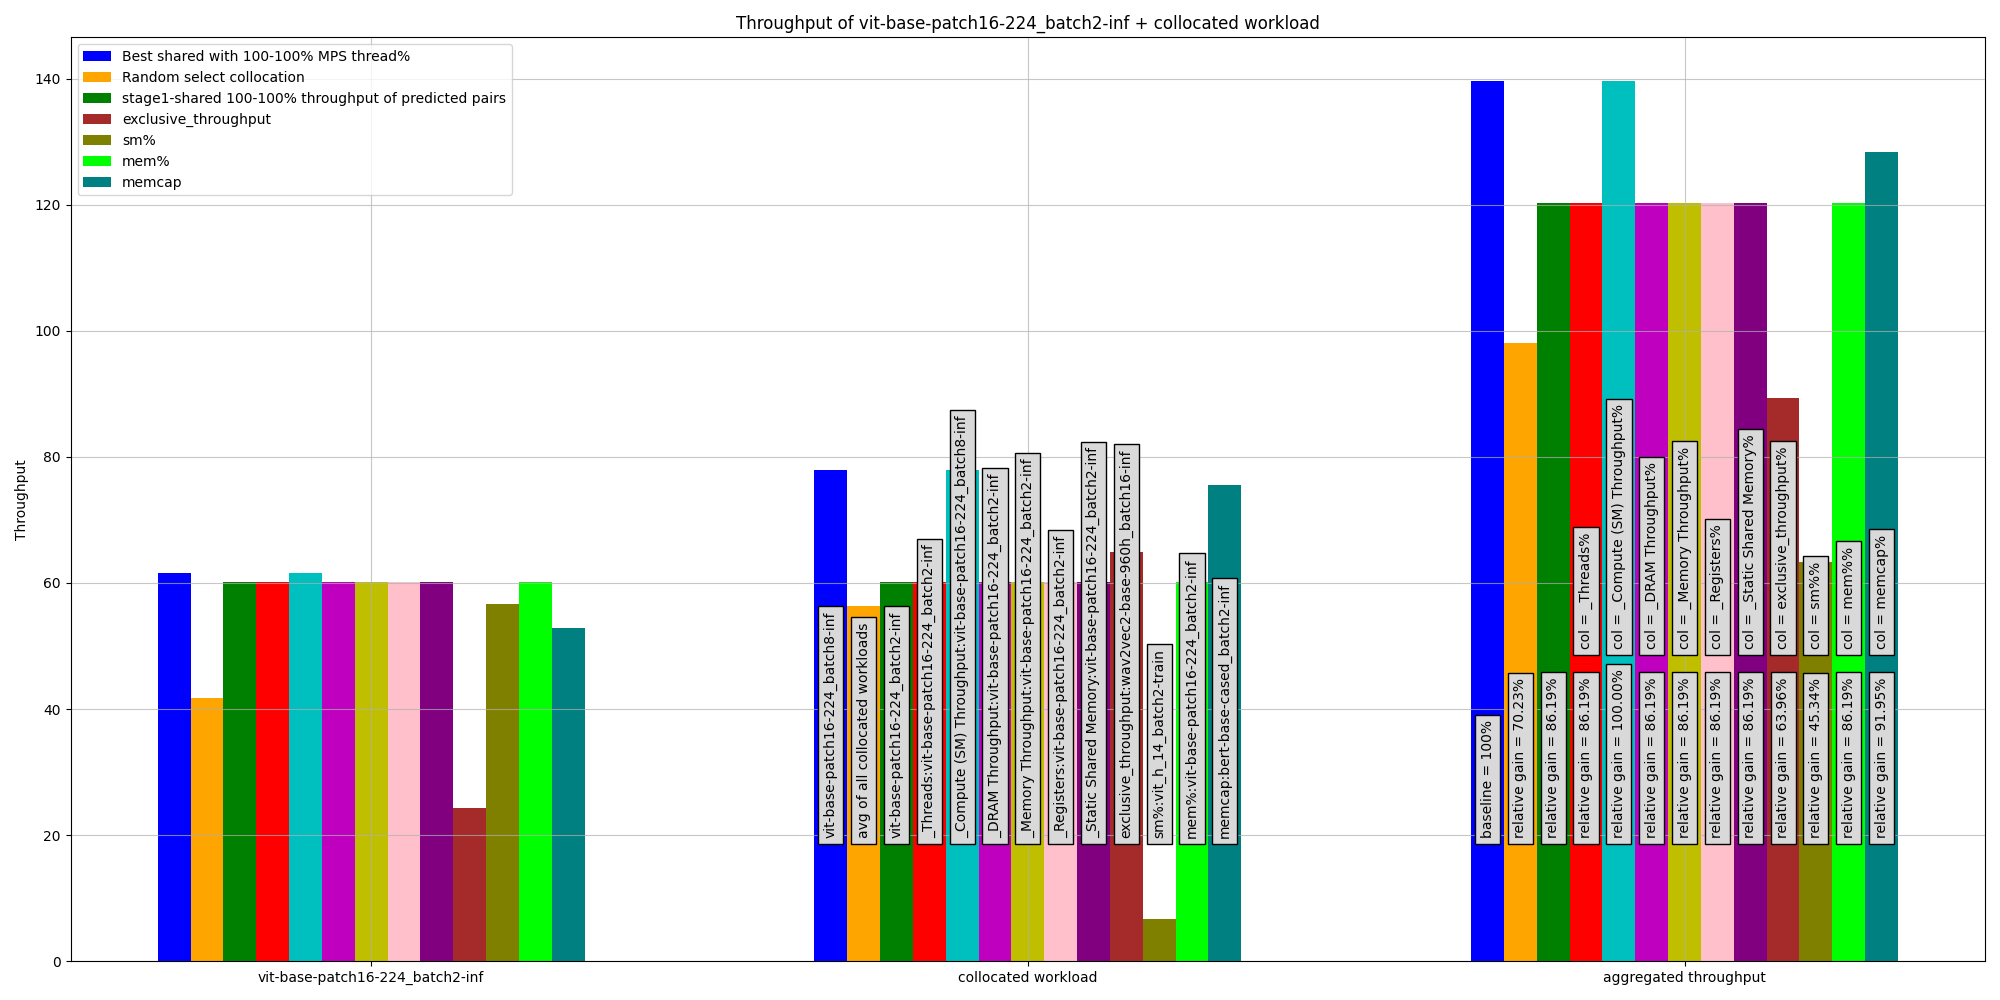 Throughput of vit-base-patch16-224_batch2-inf + collocated workload
Best shared with 100-100% MPS thread%
Random select collocation
stage1-shared 100-100% throughput of predicted pairs
exclusive_throughput
sm%
mem%
memcap
Throughput
140
120
100
80
60
40
20
0
vit-base-patch16-224_batch8-inf
avg of all collocated workloads
vit-base-patch16-224_batch2-inf
_Threads:vit-base-patch16-224_batch2-inf
_Compute (SM) Throughput:vit-base-patch16-224_batch8-inf
_DRAM Throughput:vit-base-patch16-224_batch2-inf
_Memory Throughput:vit-base-patch16-224_batch2-inf
_Registers:vit-base-patch16-224_batch2-inf
_Static Shared Memory:vit-base-patch16-224_batch2-inf
exclusive_throughput:wav2vec2-base-960h_batch16-inf
sm%:vit_h_14_batch2-train
mem%:vit-base-patch16-224_batch2-inf
memcap:bert-base-cased_batch2-inf
col = _Threads%
col = _Compute (SM) Throughput%
col = _DRAM Throughput%
col = _Memory Throughput%
col = _Registers%
col = _Static Shared Memory%
col = exclusive_throughput%
col = sm%%
col = mem%%
col = memcap%
baseline = 100%
relative gain = 70.23%
relative gain = 86.19%
relative gain = 86.19%
relative gain = 100.00%
relative gain = 86.19%
relative gain = 86.19%
relative gain = 86.19%
relative gain = 86.19%
relative gain = 63.96%
relative gain = 45.34%
relative gain = 86.19%
relative gain = 91.95%
vit-base-patch16-224_batch2-inf
collocated workload
aggregated throughput